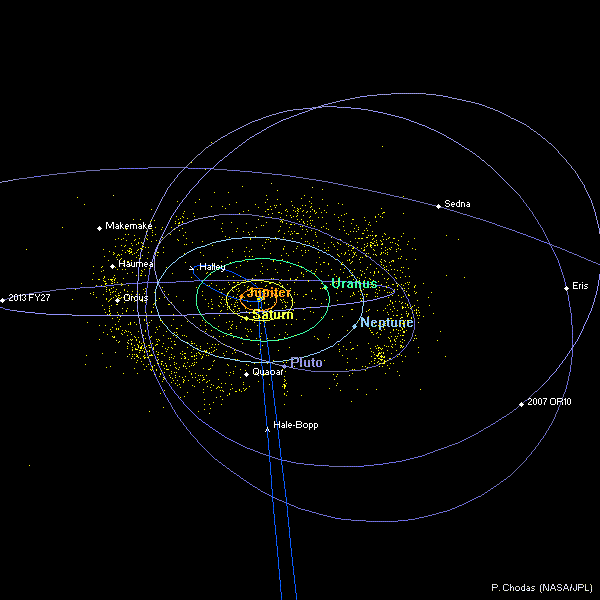 Sedna
Makemake
Haumea
Halley
Uranus
Eris
Jupiter
2013 FY27
Orcus
Saturn
Neptune
Pluto
Quaoar
2007 OR10
Hale-Bopp
P. Chodas (NASA/JPL)